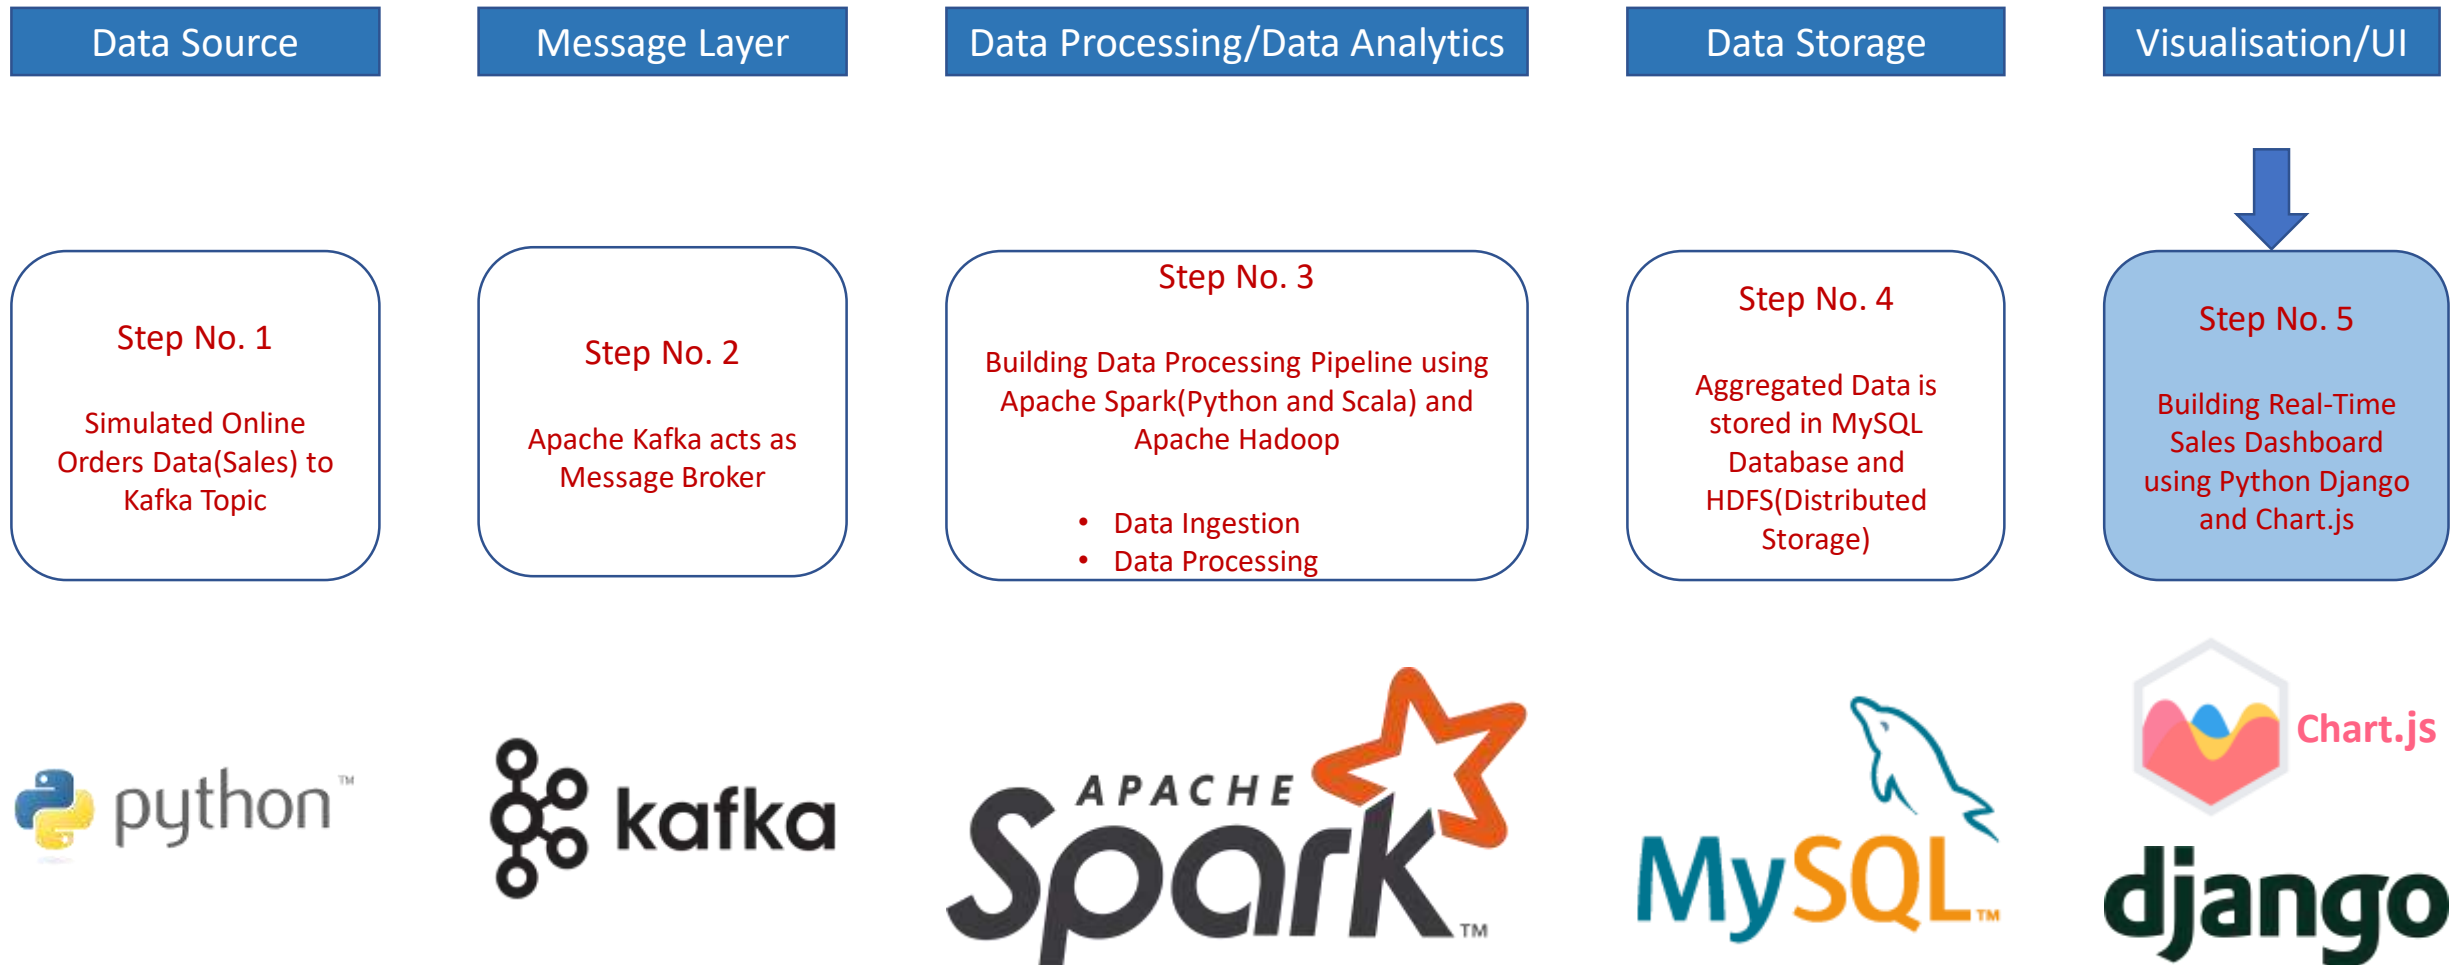 Data Source
Message Layer
Data Processing/Data Analytics
Data Storage
Visualisation/UI
Step No. 1
Simulated Online
Orders Data(Sales) to
Kafka Topic
Step No. 2
Apache Kafka acts as
Message Broker
Step No. 3
Building Data Processing Pipeline using
Apache Spark(Python and Scala) and
Apache Hadoop
• Data Ingestion
• Data Processing
Step No. 4
Aggregated Data is
stored in MySQL
Database and
HDFS(Distributed
Storage)
Step No. 5
Building Real-Time
Sales Dashboard
using Python Django
and Chart.js
python™
kafka
APACHE
Spark™
MySQL™
Chart.js
django